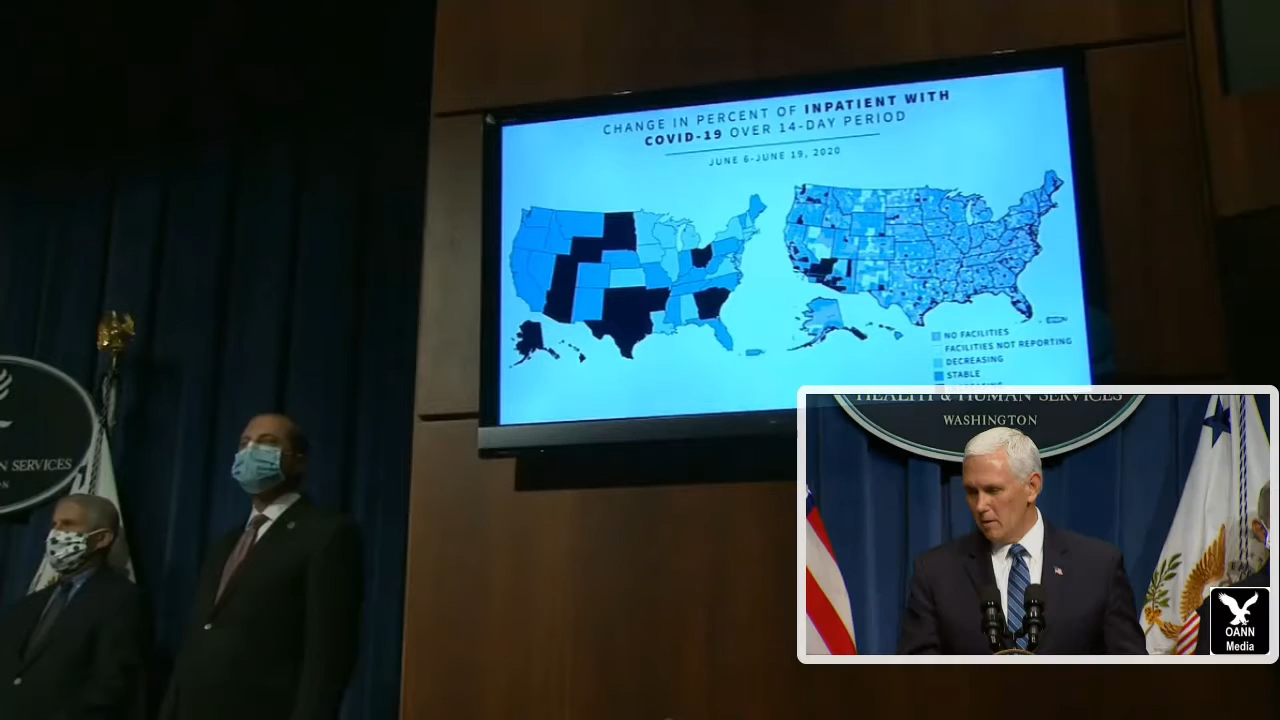 CHANGE IN PERCENT OF INPATIENT WITH
COVID-19 OVER 14-DAY PERIOD
JUNE 6-JUNE 19, 2020
NO FACILITIES
FACILITIES NOT REPORTING
DECREASING
STABLE
N SERVICES
HEALTH & HUMAN SERVICES
WASHINGTON
OANN
Media